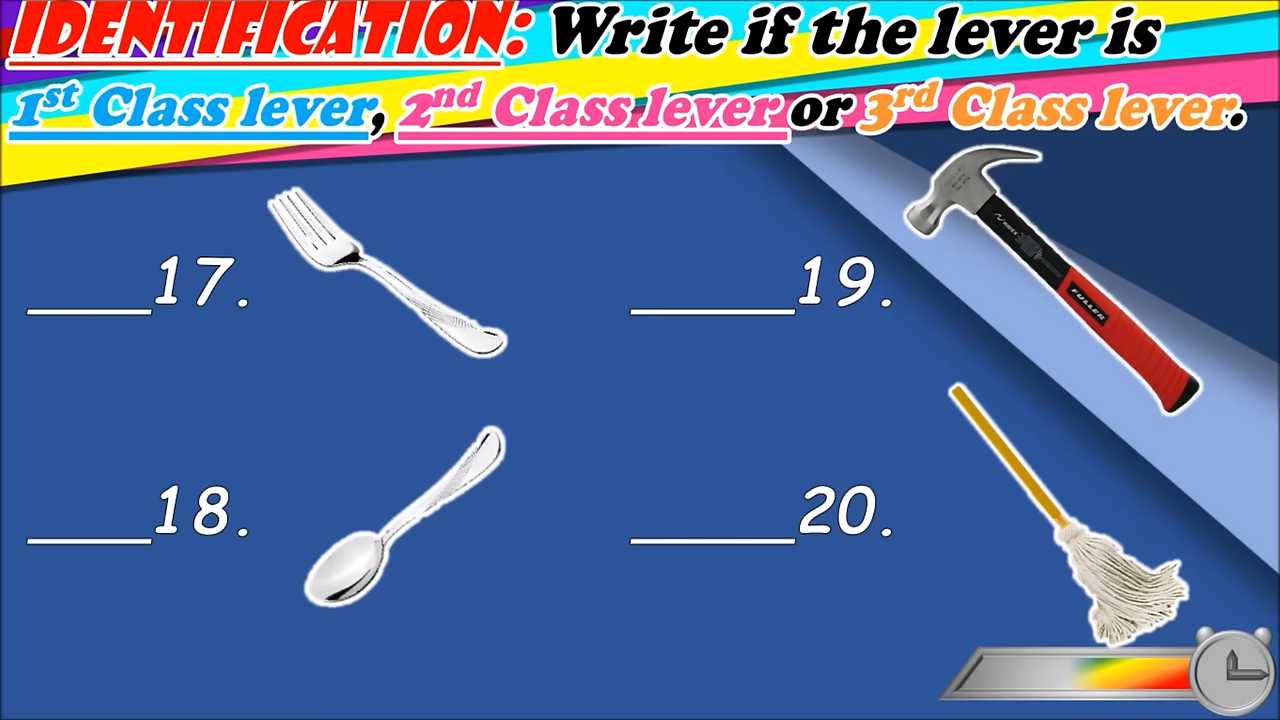 IDENTIFICATION: Write if the lever is
1st Class lever, 2nd Class lever or 3rd Class lever.
____17.
_____19.
FULLER
____18.
_____20.